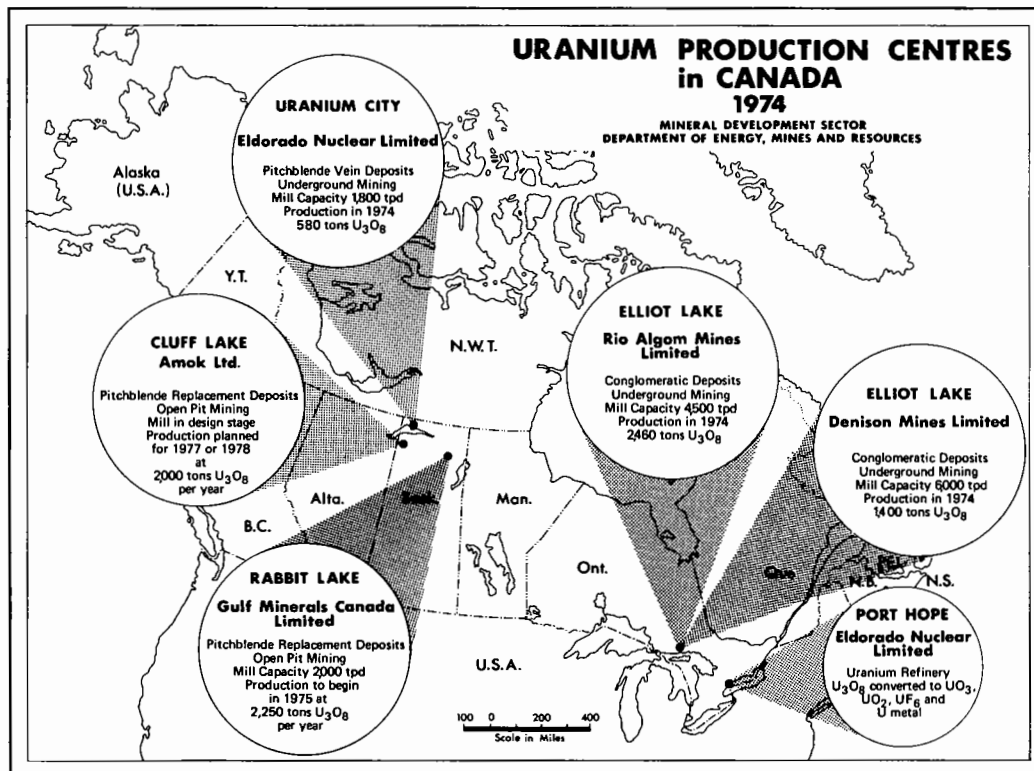 URANIUM PRODUCTION CENTRES
in CANADA
1974
MINERAL DEVELOPMENT SECTOR
DEPARTMENT OF ENERGY, MINES AND RESOURCES
URANIUM CITY
Eldorado Nuclear Limited
Pitchblende Vein Deposits
Underground Mining
Mill Capacity 1,800 tpd
Production in 1974
580 tons U3O8
Alaska
(U.S.A.)
Y.T.
N.W.T.
CLUFF LAKE
Amok Ltd.
Pitchblende Replacement Deposits
Open Pit Mining
Mill in design stage
Production planned
for 1977 or 1978
at
2,000 tons U3O8
per year
ELLIOT LAKE
Rio Algom Mines
Limited
Conglomeratic Deposits
Underground Mining
Mill Capacity 4,500 tpd
Production in 1974
2,460 tons U3O8
ELLIOT LAKE
Denison Mines Limited
Conglomeratic Deposits
Underground Mining
Mill Capacity 6,000 tpd
Production in 1974
1,400 tons U3O8
B.C.
Alta.
Sask.
Man.
Ont.
Que.
P.E.I.
N.B.
N.S.
U.S.A.
RABBIT LAKE
Gulf Minerals Canada
Limited
Pitchblende Replacement Deposits
Open Pit Mining
Mill Capacity 2,000 tpd
Production to begin
in 1975 at
2,250 tons U3O8
per year
PORT HOPE
Eldorado Nuclear
Limited
Uranium Refinery
U3O8 converted to UO3,
UO2, UF6 and
U metal
100 0 200 400
Scale in Miles